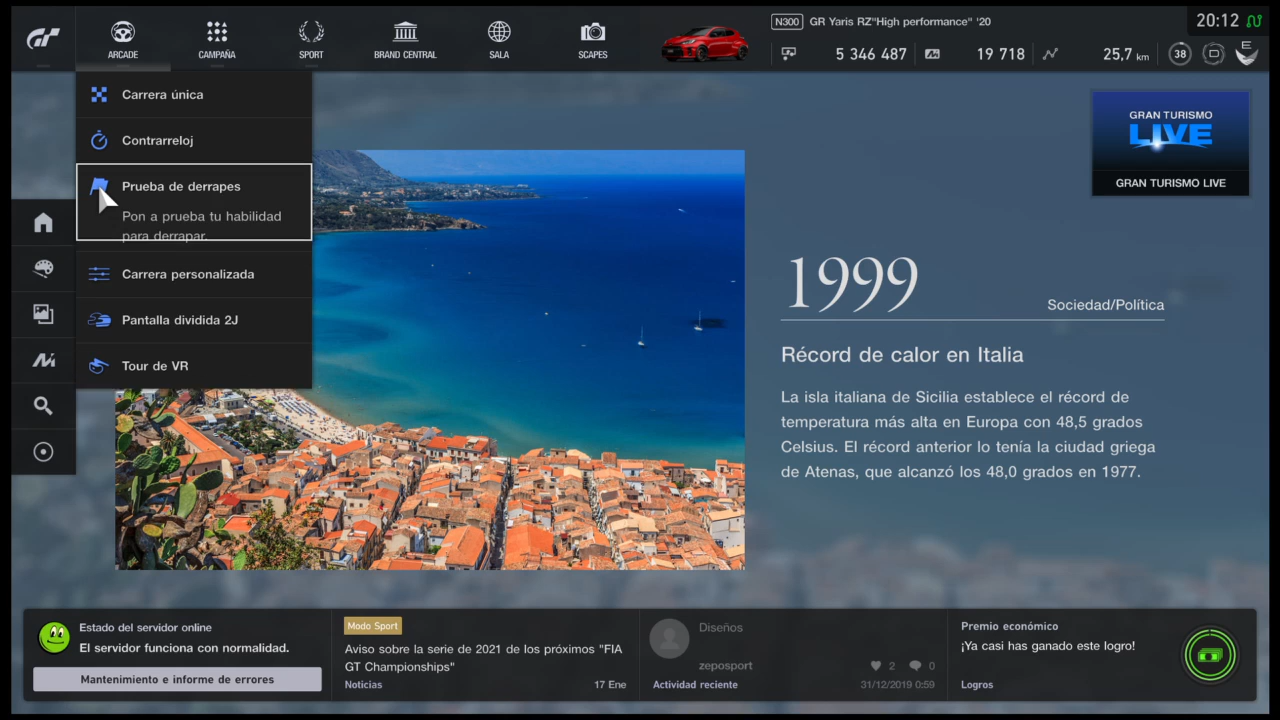 GT
ARCADE
CAMPAÑA
SPORT
BRAND CENTRAL
SALA
SCAPES
N300 GR Yaris RZ"High performance" '20
20:12
5 346 487
19 718
25,7 km
38
E
Carrera única
Contrarreloj
Prueba de derrapes
Pon a prueba tu habilidad
para derrapar.
Carrera personalizada
Pantalla dividida 2J
Tour de VR
GRAN TURISMO
LIVE
GRAN TURISMO LIVE
1999
Sociedad/Política
Récord de calor en Italia
La isla italiana de Sicilia establece el récord de
temperatura más alta en Europa con 48,5 grados
Celsius. El récord anterior lo tenía la ciudad griega
de Atenas, que alcanzó los 48,0 grados en 1977.
Estado del servidor online
El servidor funciona con normalidad.
Mantenimiento e informe de errores
Modo Sport
Aviso sobre la serie de 2021 de los próximos "FIA
GT Championships"
Noticias
17 Ene
Diseños
zeposport
2
0
Actividad reciente
31/12/2019 0:59
Premio económico
¡Ya casi has ganado este logro!
Logros